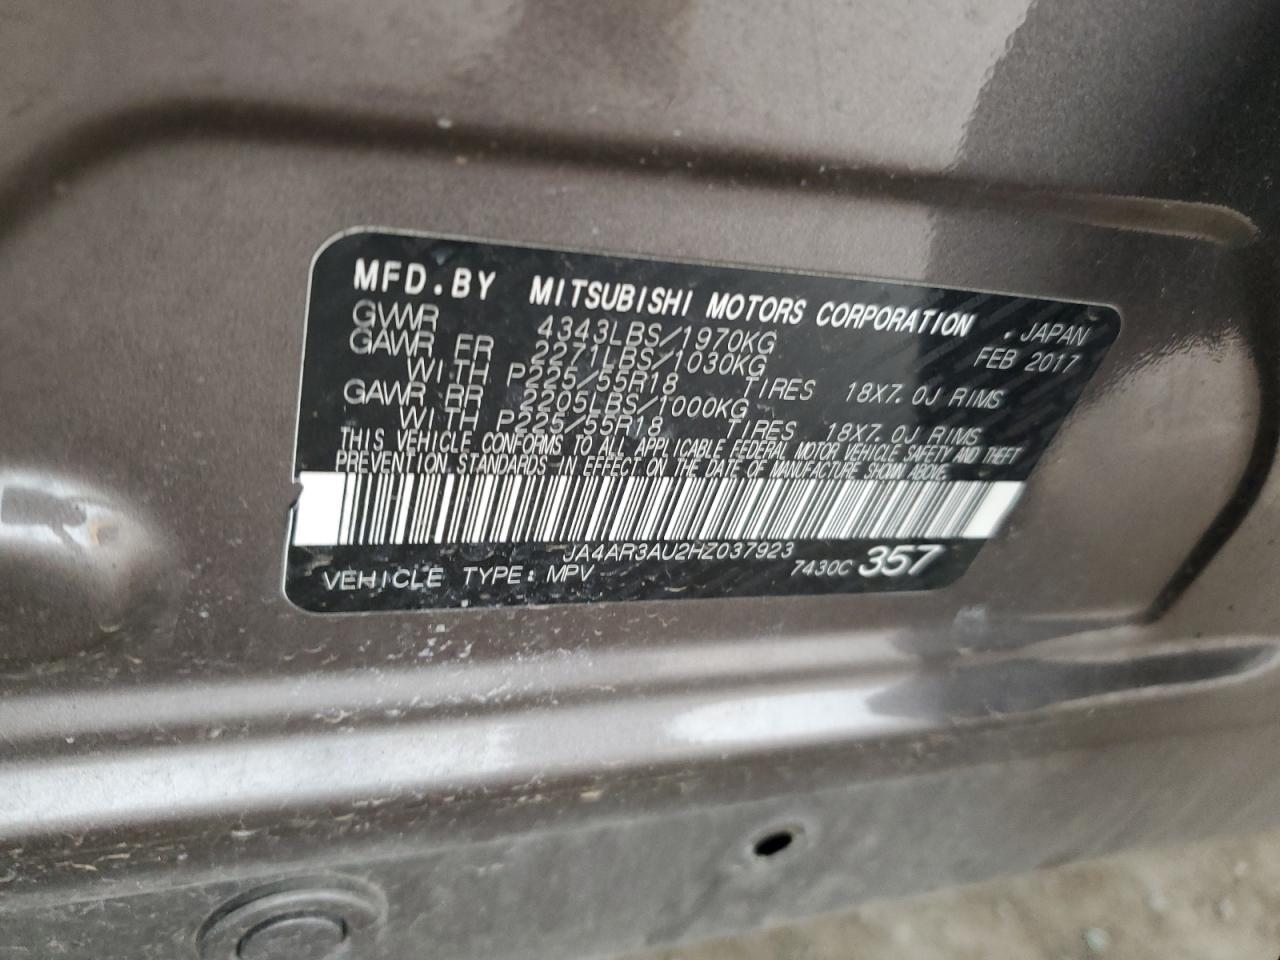 MFD.BY MITSUBISHI MOTORS CORPORATION . JAPAN
GVWR 4343LBS/1970KG FEB 2017
GAWR FR 2271LBS/1030KG
WITH P225/55R18 TIRES 18X7.0J RIMS
GAWR RR 2205LBS/1000KG
WITH P225/55R18 TIRES 18X7.0J RIMS
THIS VEHICLE CONFORMS TO ALL APPLICABLE FEDERAL MOTOR VEHICLE SAFETY AND THEFT
PREVENTION STANDARDS IN EFFECT ON THE DATE OF MANUFACTURE SHOWN ABOVE.
JA4AR3AU2HZ037923
VEHICLE TYPE: MPV 7430C 357